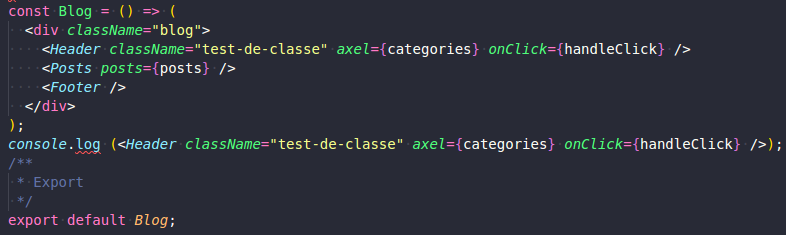 const Blog = () => (
  <div className="blog">
    <Header className="test-de-classe" axel={categories} onClick={handleClick} />
    <Posts posts={posts} />
    <Footer />
  </div>
);
console.log (<Header className="test-de-classe" axel={categories} onClick={handleClick} />);
/**
 * Export
 */
export default Blog;